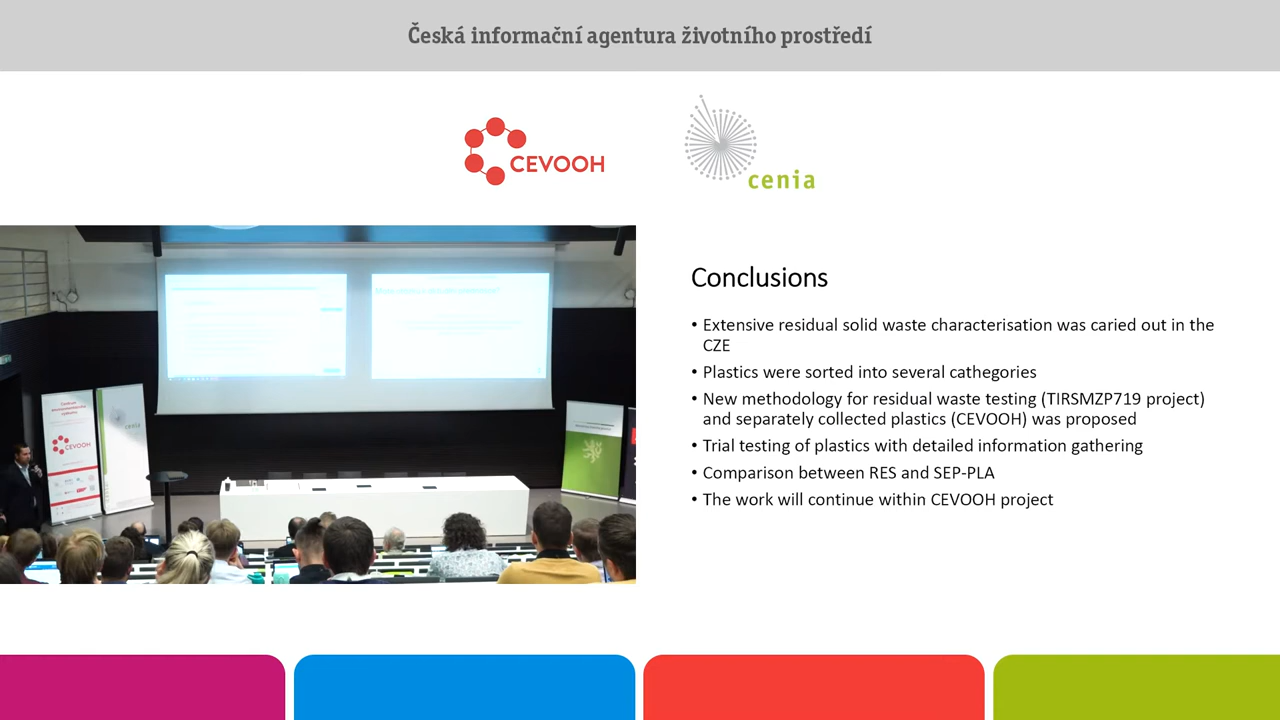 Česká informační agentura životního prostředí
CEVOOH
cenia
Conclusions
• Extensive residual solid waste characterisation was caried out in the
CZE
• Plastics were sorted into several cathegories
• New methodology for residual waste testing (TIRSMZP719 project)
and separately collected plastics (CEVOOH) was proposed
• Trial testing of plastics with detailed information gathering
• Comparison between RES and SEP-PLA
• The work will continue within CEVOOH project
CEVOOH
cenia